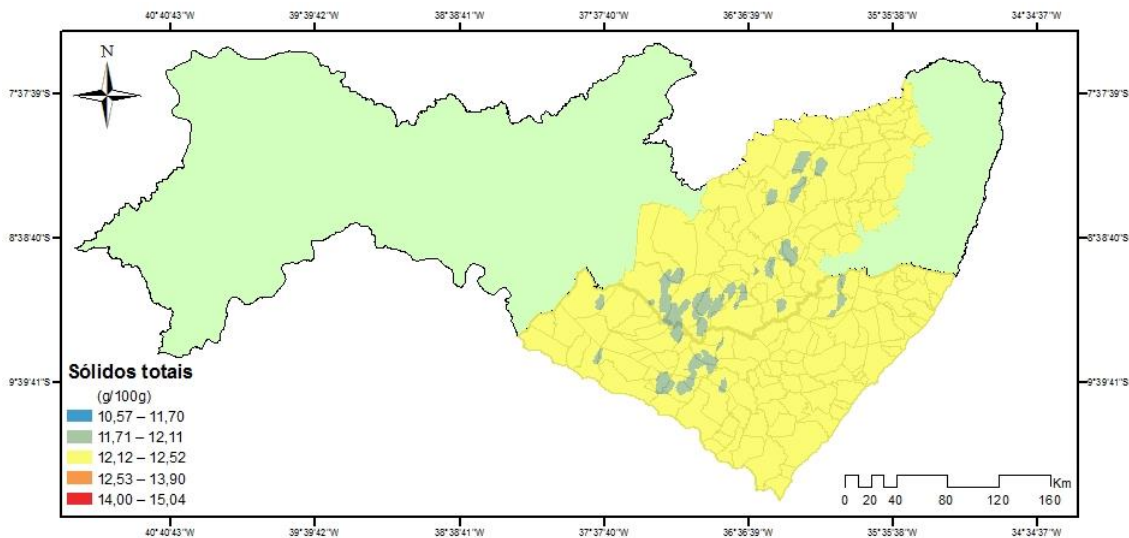 40°40'43"W 39°39'42"W 38°38'41"W 37°37'40"W 36°36'39"W 35°35'38"W 34°34'37"W
N
7°37'39"S 7°37'39"S
8°38'40"S 8°38'40"S
9°39'41"S 9°39'41"S
Sólidos totais
(g/100g)
10,57 – 11,70
11,71 – 12,11
12,12 – 12,52
12,53 – 13,90
14,00 – 15,04
Km
0 20 40 80 120 160
40°40'43"W 39°39'42"W 38°38'41"W 37°37'40"W 36°36'39"W 35°35'38"W 34°34'37"W